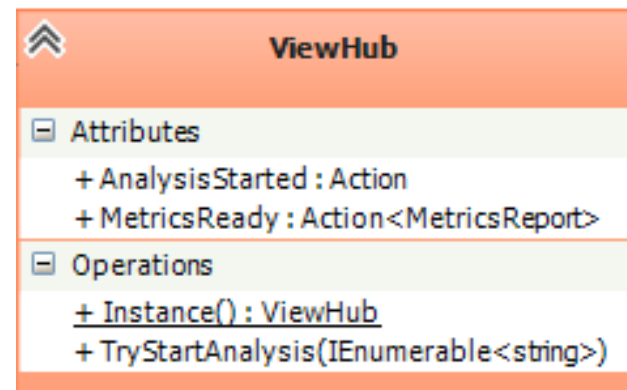 ViewHub
Attributes
+ AnalysisStarted : Action
+ MetricsReady : Action<MetricsReport>
Operations
+ Instance() : ViewHub
+ TryStartAnalysis(IEnumerable<string>)